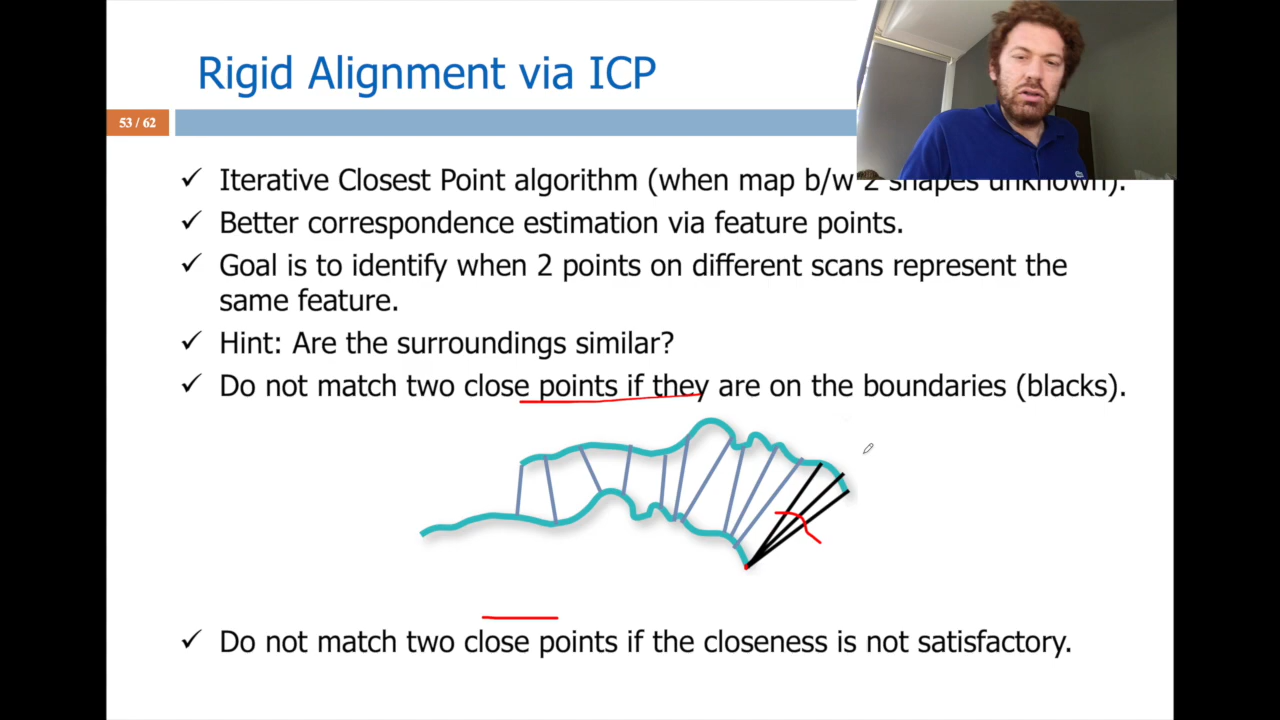 Rigid Alignment via ICP
53 / 62
✓ Iterative Closest Point algorithm (when map b/w 2 shapes unknown).
✓ Better correspondence estimation via feature points.
✓ Goal is to identify when 2 points on different scans represent the
same feature.
✓ Hint: Are the surroundings similar?
✓ Do not match two close points if they are on the boundaries (blacks).
✓ Do not match two close points if the closeness is not satisfactory.